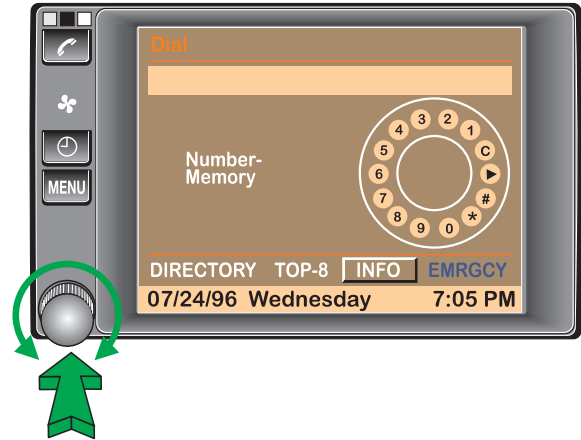 Dial
Number-
Memory
3 2
4 1
5 C
6
7 #
8 *
9 0
MENU
DIRECTORY TOP-8 INFO EMRGCY
07/24/96 Wednesday 7:05 PM